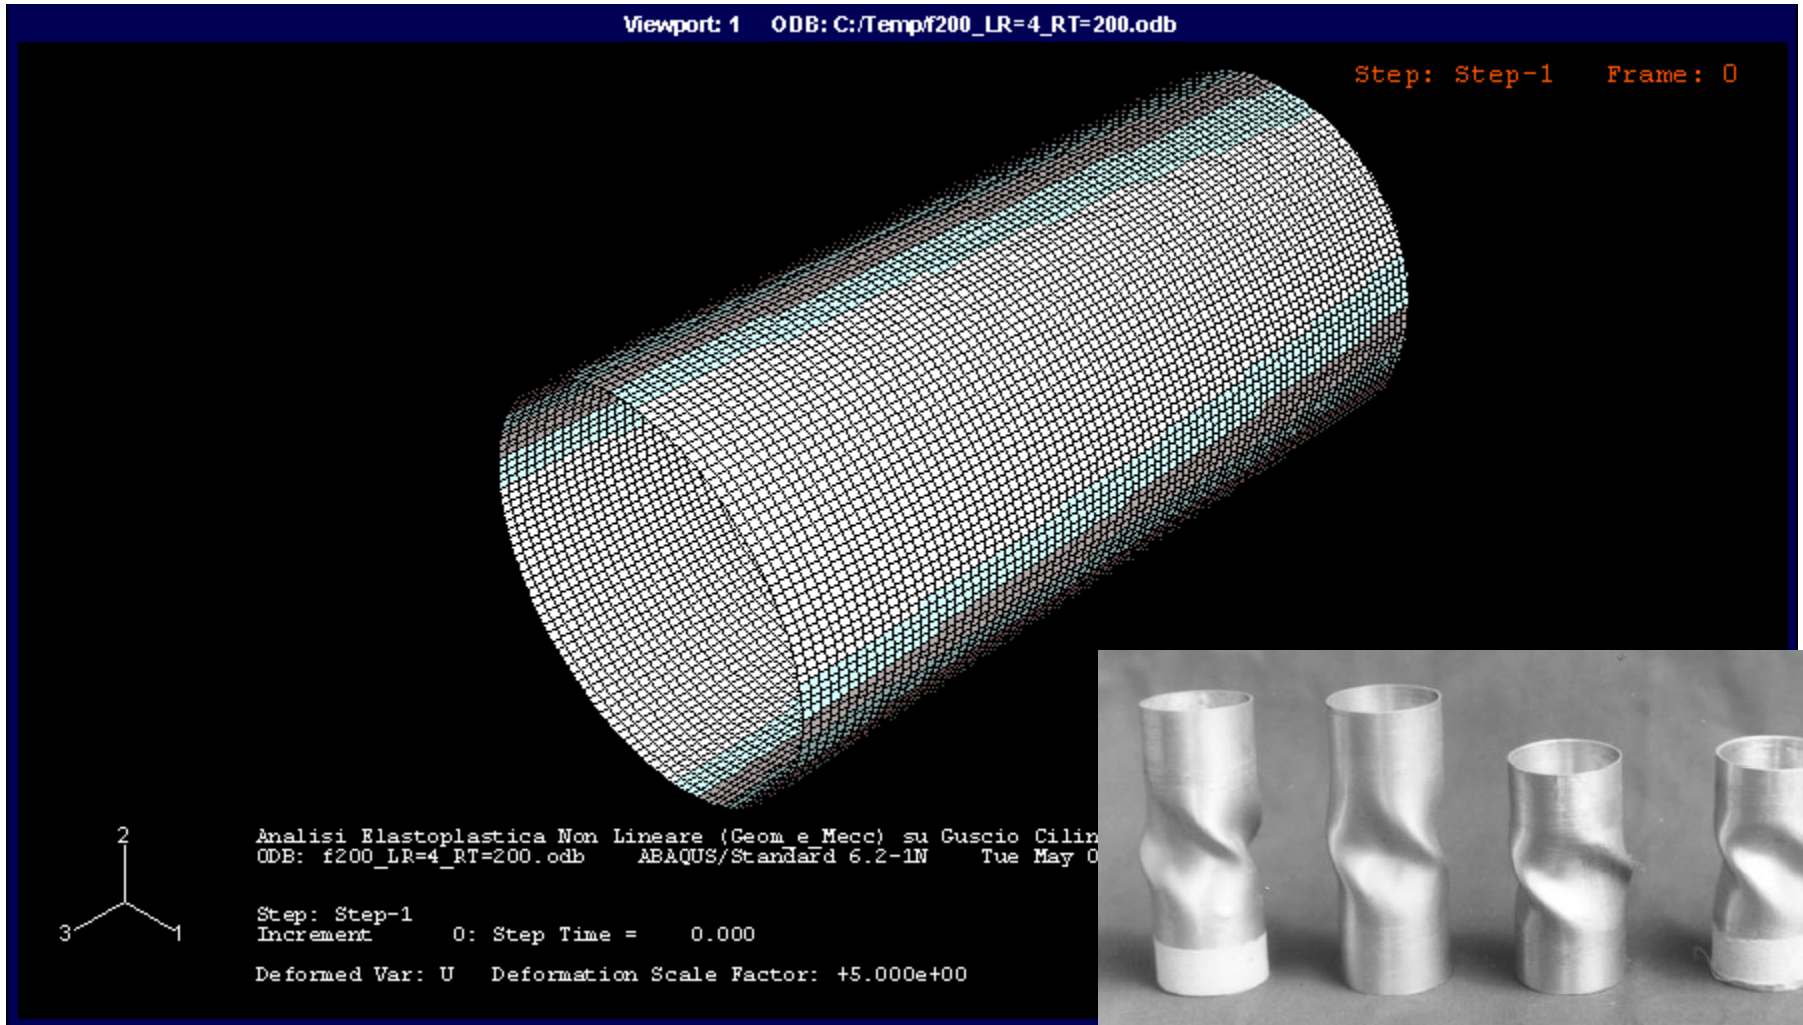 Viewport: 1 ODB: C:/Temp/f200_LR=4_RT=200.odb
Step: Step-1 Frame: 0
2
3
1
Analisi Elastoplastica Non Lineare (Geom_e_Mecc) su Guscio Cilin
ODB: f200_LR=4_RT=200.odb ABAQUS/Standard 6.2-1N Tue May 0
Step: Step-1
Increment 0: Step Time = 0.000
Deformed Var: U Deformation Scale Factor: +5.000e+00